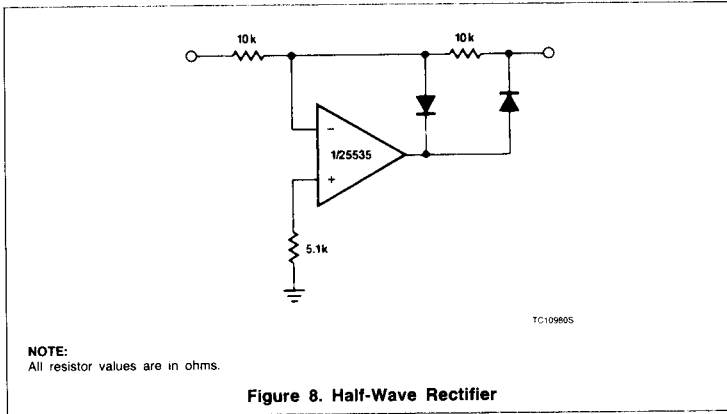 10k
10k
−
1/25535
+
5.1k
TC10980S
NOTE:
All resistor values are in ohms.
Figure 8. Half-Wave Rectifier